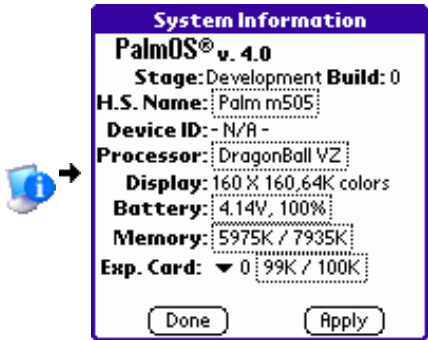 System Information
PalmOS® v. 4.0
Stage: Development Build: 0
H.S. Name: Palm m505
Device ID: - N/A -
Processor: DragonBall VZ
Display: 160 X 160,64K colors
Battery: 4.14V, 100%
Memory: 5975K / 7935K
Exp. Card: 0 99K / 100K
Done Apply